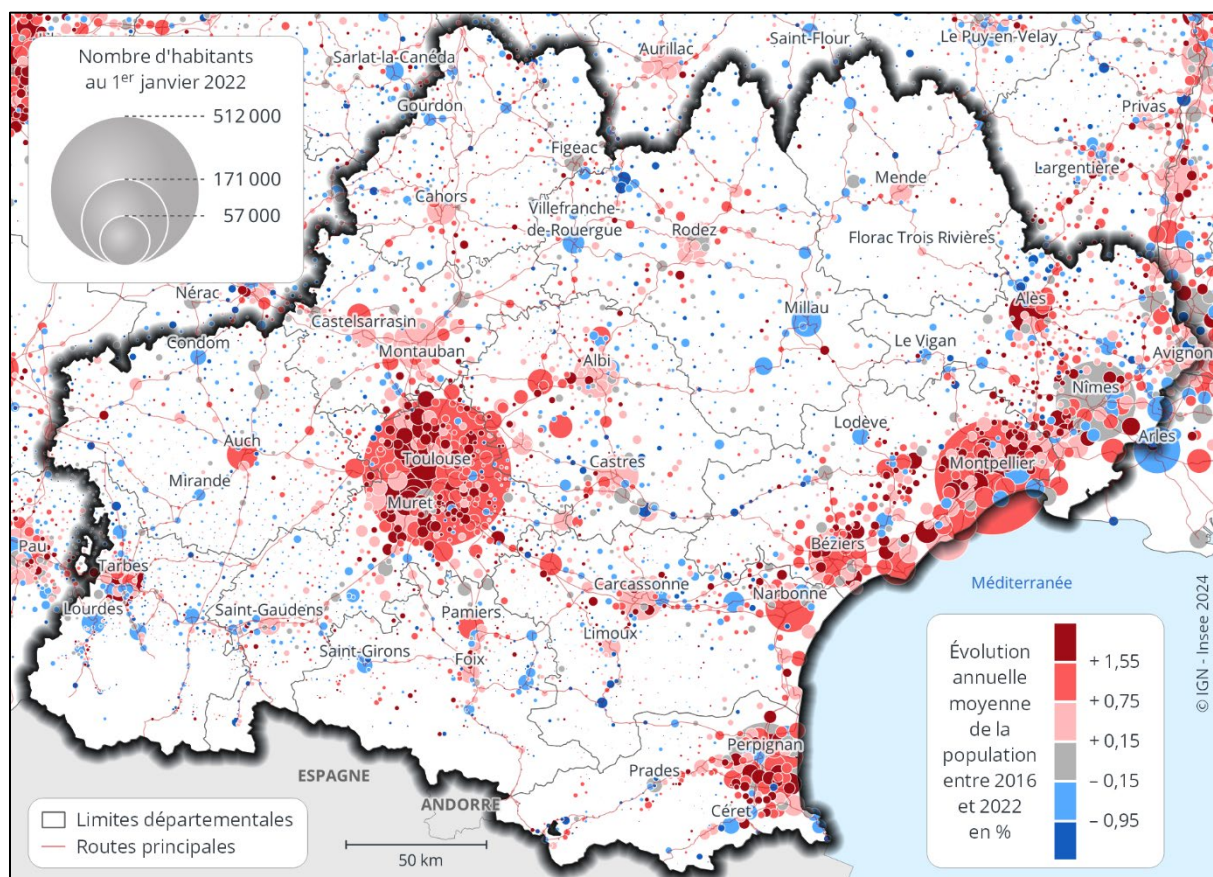 Nombre d'habitants
au 1er janvier 2022
512 000
171 000
57 000
Sarlat-la-Canéda
Aurillac
Saint-Flour
Le Puy-en-Velay
Gourdon
Privas
Figeac
Largentière
Cahors
Mende
Villefranche-
de-Rouergue
Rodez
Florac Trois Rivières
Nérac
Alès
Castelsarrasin
Millau
Condom
Montauban
Albi
Le Vigan
Avignon
Nîmes
Auch
Toulouse
Castres
Lodève
Montpellier
Arles
Mirande
Muret
Béziers
Pau
Tarbes
Carcassonne
Narbonne
Méditerranée
Lourdes
Saint-Gaudens
Pamiers
Limoux
Saint-Girons
Foix
Perpignan
Prades
Céret
ESPAGNE
ANDORRE
Limites départementales
Routes principales
50 km
Évolution
annuelle
moyenne
de la
population
entre 2016
et 2022
en %
+ 1,55
+ 0,75
+ 0,15
– 0,15
– 0,95
© IGN - Insee 2024